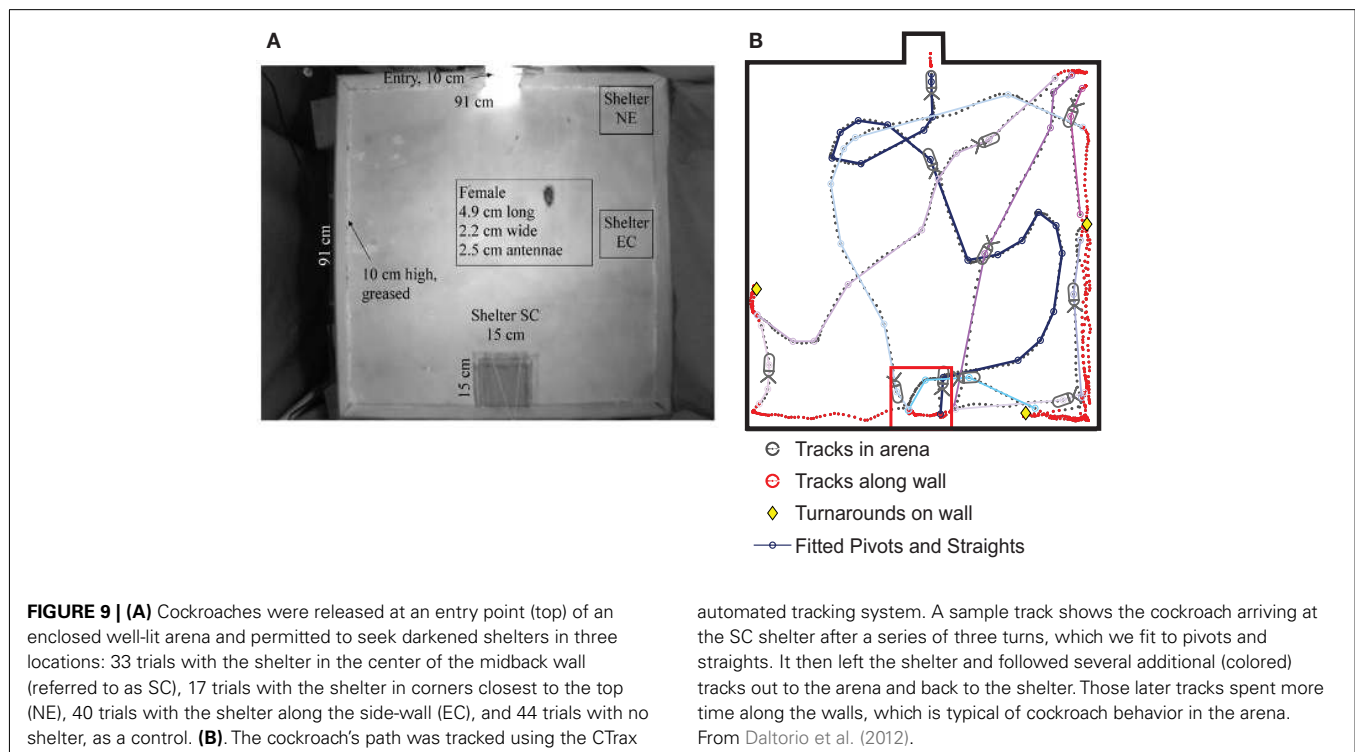 A
B
Entry, 10 cm
91 cm
Shelter
NE
Female
4.9 cm long
2.2 cm wide
2.5 cm antennae
Shelter
EC
91 cm
10 cm high,
greased
Shelter SC
15 cm
15 cm
Tracks in arena
Tracks along wall
Turnarounds on wall
Fitted Pivots and Straights
FIGURE 9 | (A) Cockroaches were released at an entry point (top) of an
enclosed well-lit arena and permitted to seek darkened shelters in three
locations: 33 trials with the shelter in the center of the midback wall
(referred to as SC), 17 trials with the shelter in corners closest to the top
(NE), 40 trials with the shelter along the side-wall (EC), and 44 trials with no
shelter, as a control. (B). The cockroach's path was tracked using the CTrax
automated tracking system. A sample track shows the cockroach arriving at
the SC shelter after a series of three turns, which we fit to pivots and
straights. It then left the shelter and followed several additional (colored)
tracks out to the arena and back to the shelter. Those later tracks spent more
time along the walls, which is typical of cockroach behavior in the arena.
From Daltorio et al. (2012).